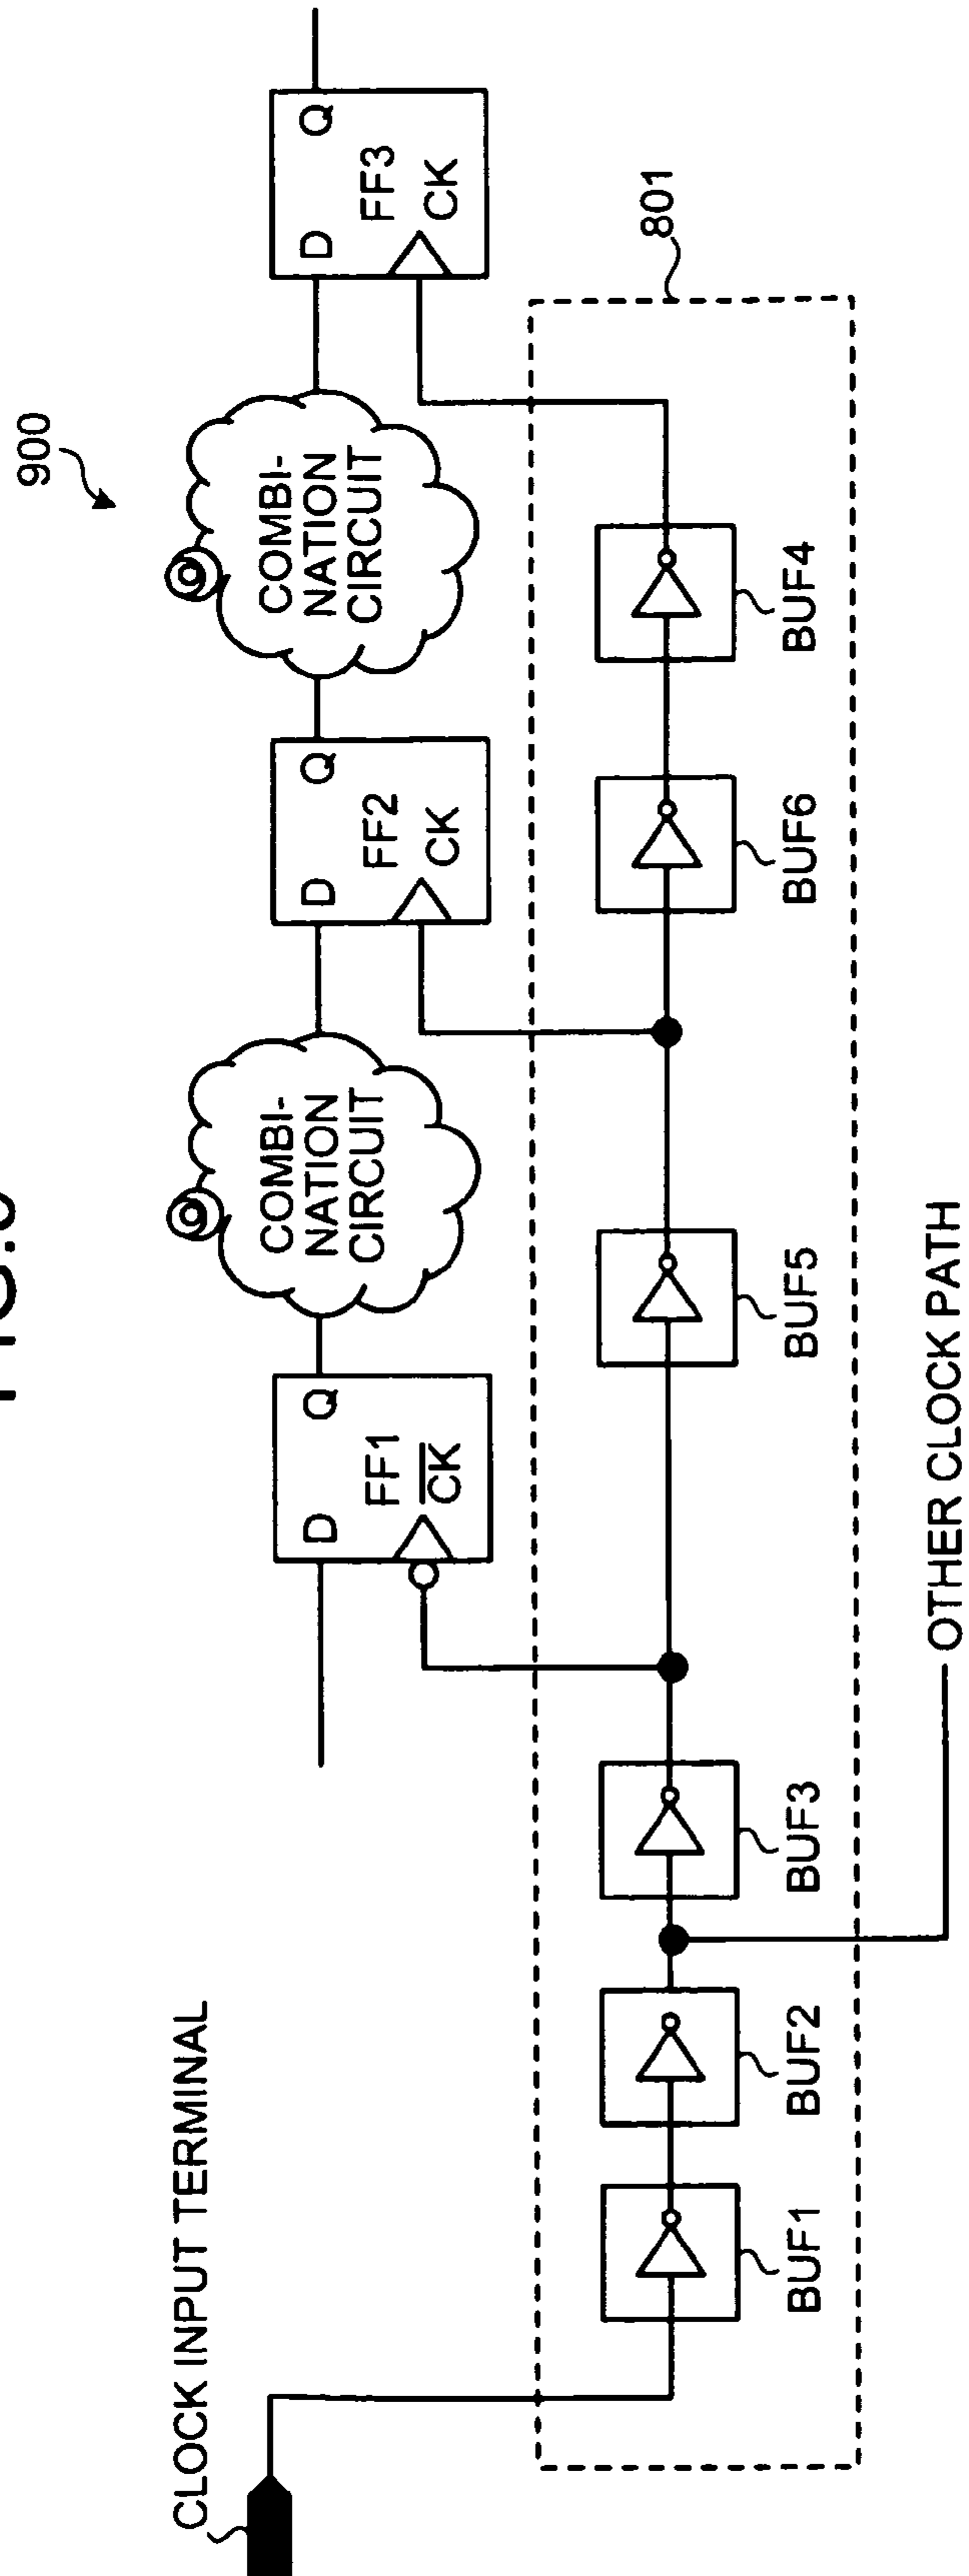 900
CLOCK INPUT TERMINAL
D
Q
FF1
CK
COMBI-
NATION
CIRCUIT
D
Q
FF2
CK
COMBI-
NATION
CIRCUIT
D
Q
FF3
CK
801
BUF1
BUF2
BUF3
BUF5
BUF6
BUF4
OTHER CLOCK PATH